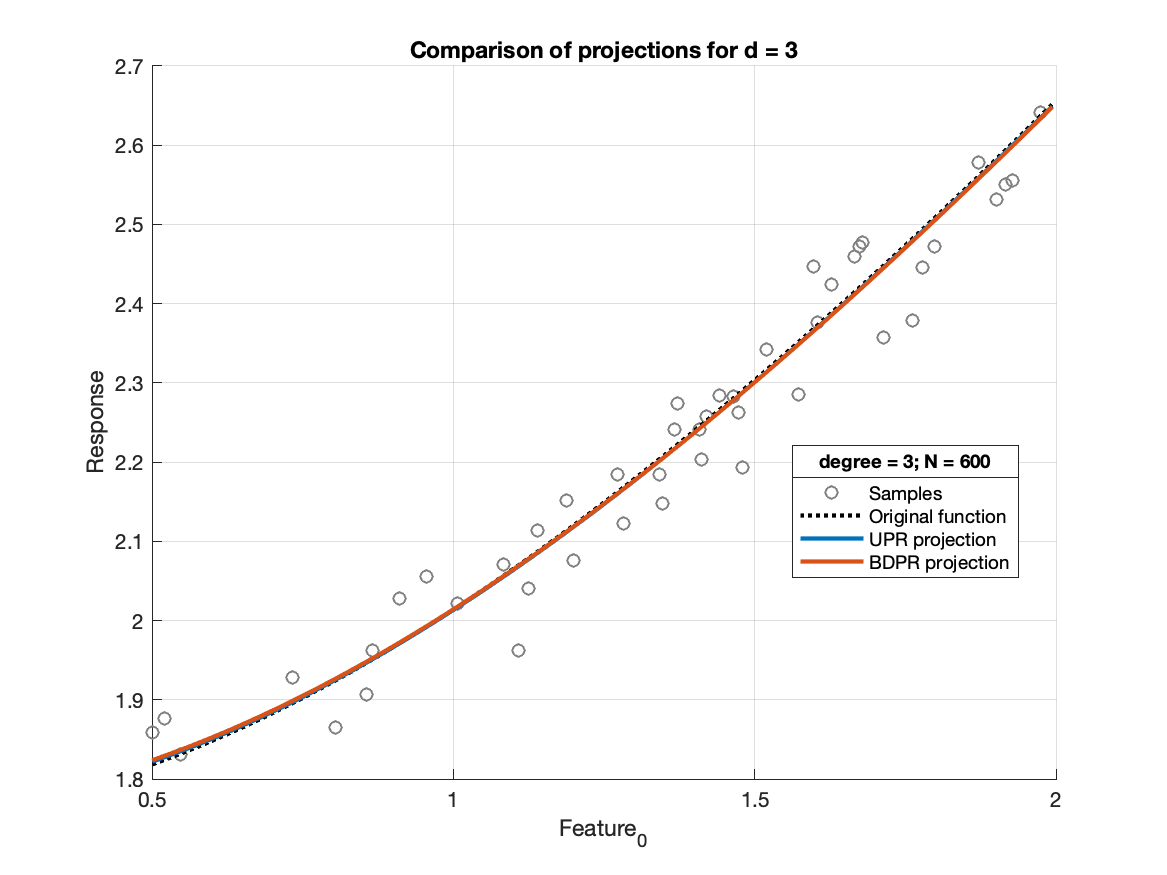 Comparison of projections for d = 3
2.7
2.6
2.5
2.4
2.3
2.2
2.1
2
1.9
1.8
Response
degree = 3; N = 600
Samples
Original function
UPR projection
BDPR projection
0.5 1 1.5 2
Feature0